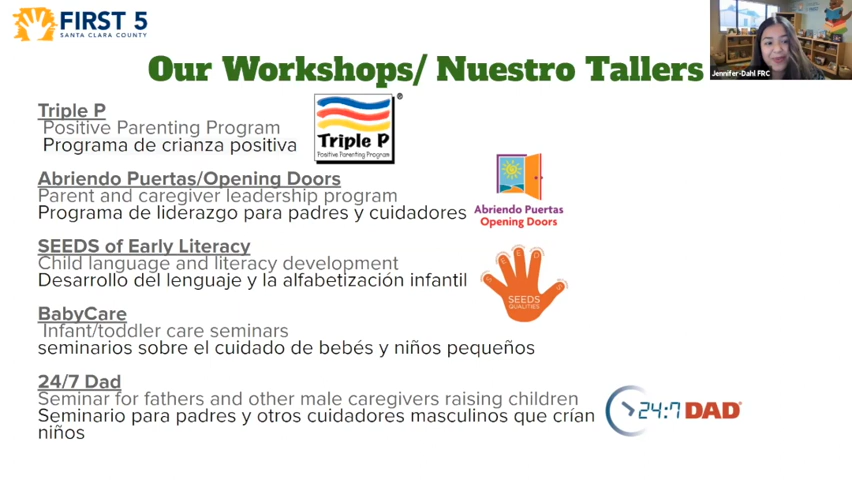 FIRST 5
SANTA CLARA COUNTY
Our Workshops/ Nuestro Tallers
Jennifer-Dahl FRC
Triple P
Positive Parenting Program
Programa de crianza positiva
®
Triple P
Positive Parenting Program
Abriendo Puertas/Opening Doors
Parent and caregiver leadership program
Programa de liderazgo para padres y cuidadores
Abriendo Puertas
Opening Doors
SEEDS of Early Literacy
Child language and literacy development
Desarrollo del lenguaje y la alfabetización infantil
S E E D S
SEEDS
QUALITIES
BabyCare
Infant/toddler care seminars
seminarios sobre el cuidado de bebés y niños pequeños
24/7 Dad
Seminar for fathers and other male caregivers raising children
Seminario para padres y otros cuidadores masculinos que crían
niños
24:7 DAD